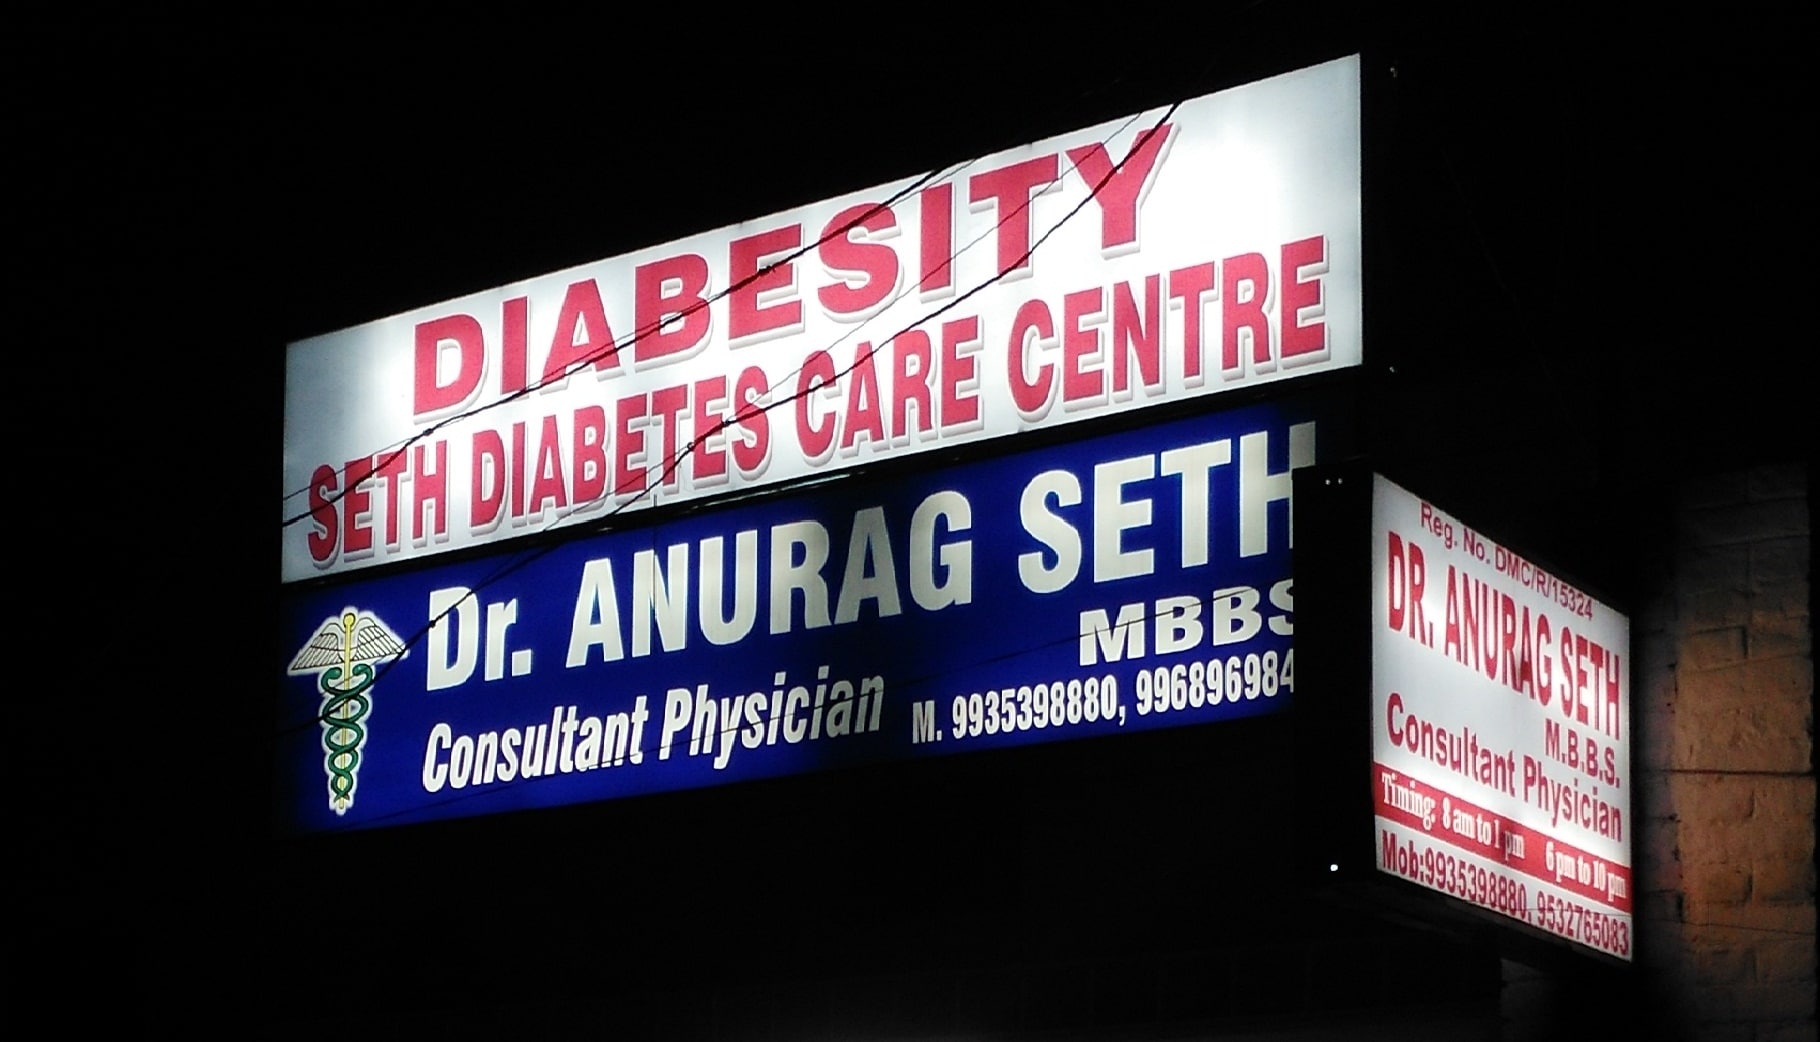 DIABESITY
SETH DIABETES CARE CENTRE
Dr. ANURAG SETH
MBBS
Consultant Physician
M. 9935398880, 996896984
Reg. No. DMC/R/15324
DR. ANURAG SETH
M.B.B.S.
Consultant Physician
Timing: 8 am to 1 pm 6 pm to 10 pm
Mob:9935398880, 9532765083